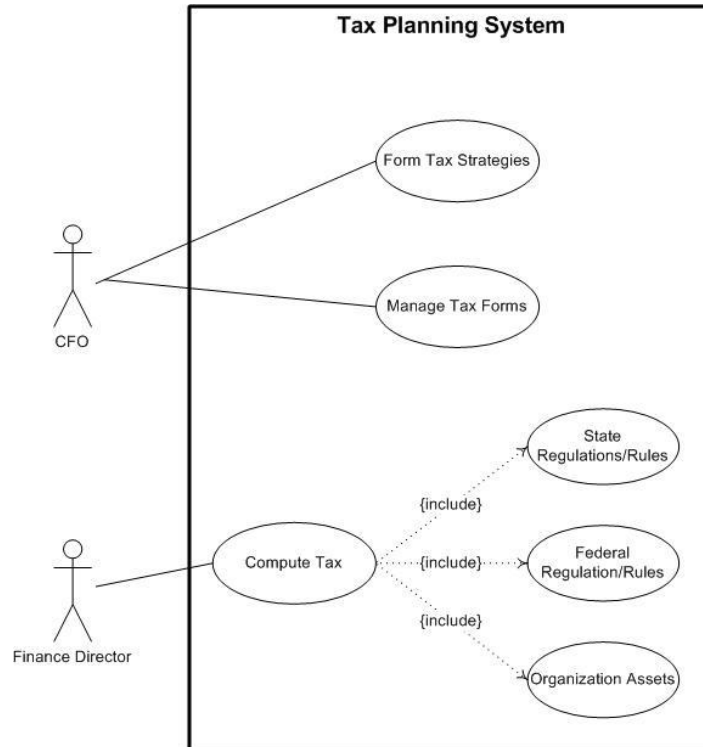 Tax Planning System
Form Tax Strategies
Manage Tax Forms
CFO
State
Regulations/Rules
{include}
Compute Tax
{include}
Federal
Regulation/Rules
{include}
Finance Director
Organization Assets